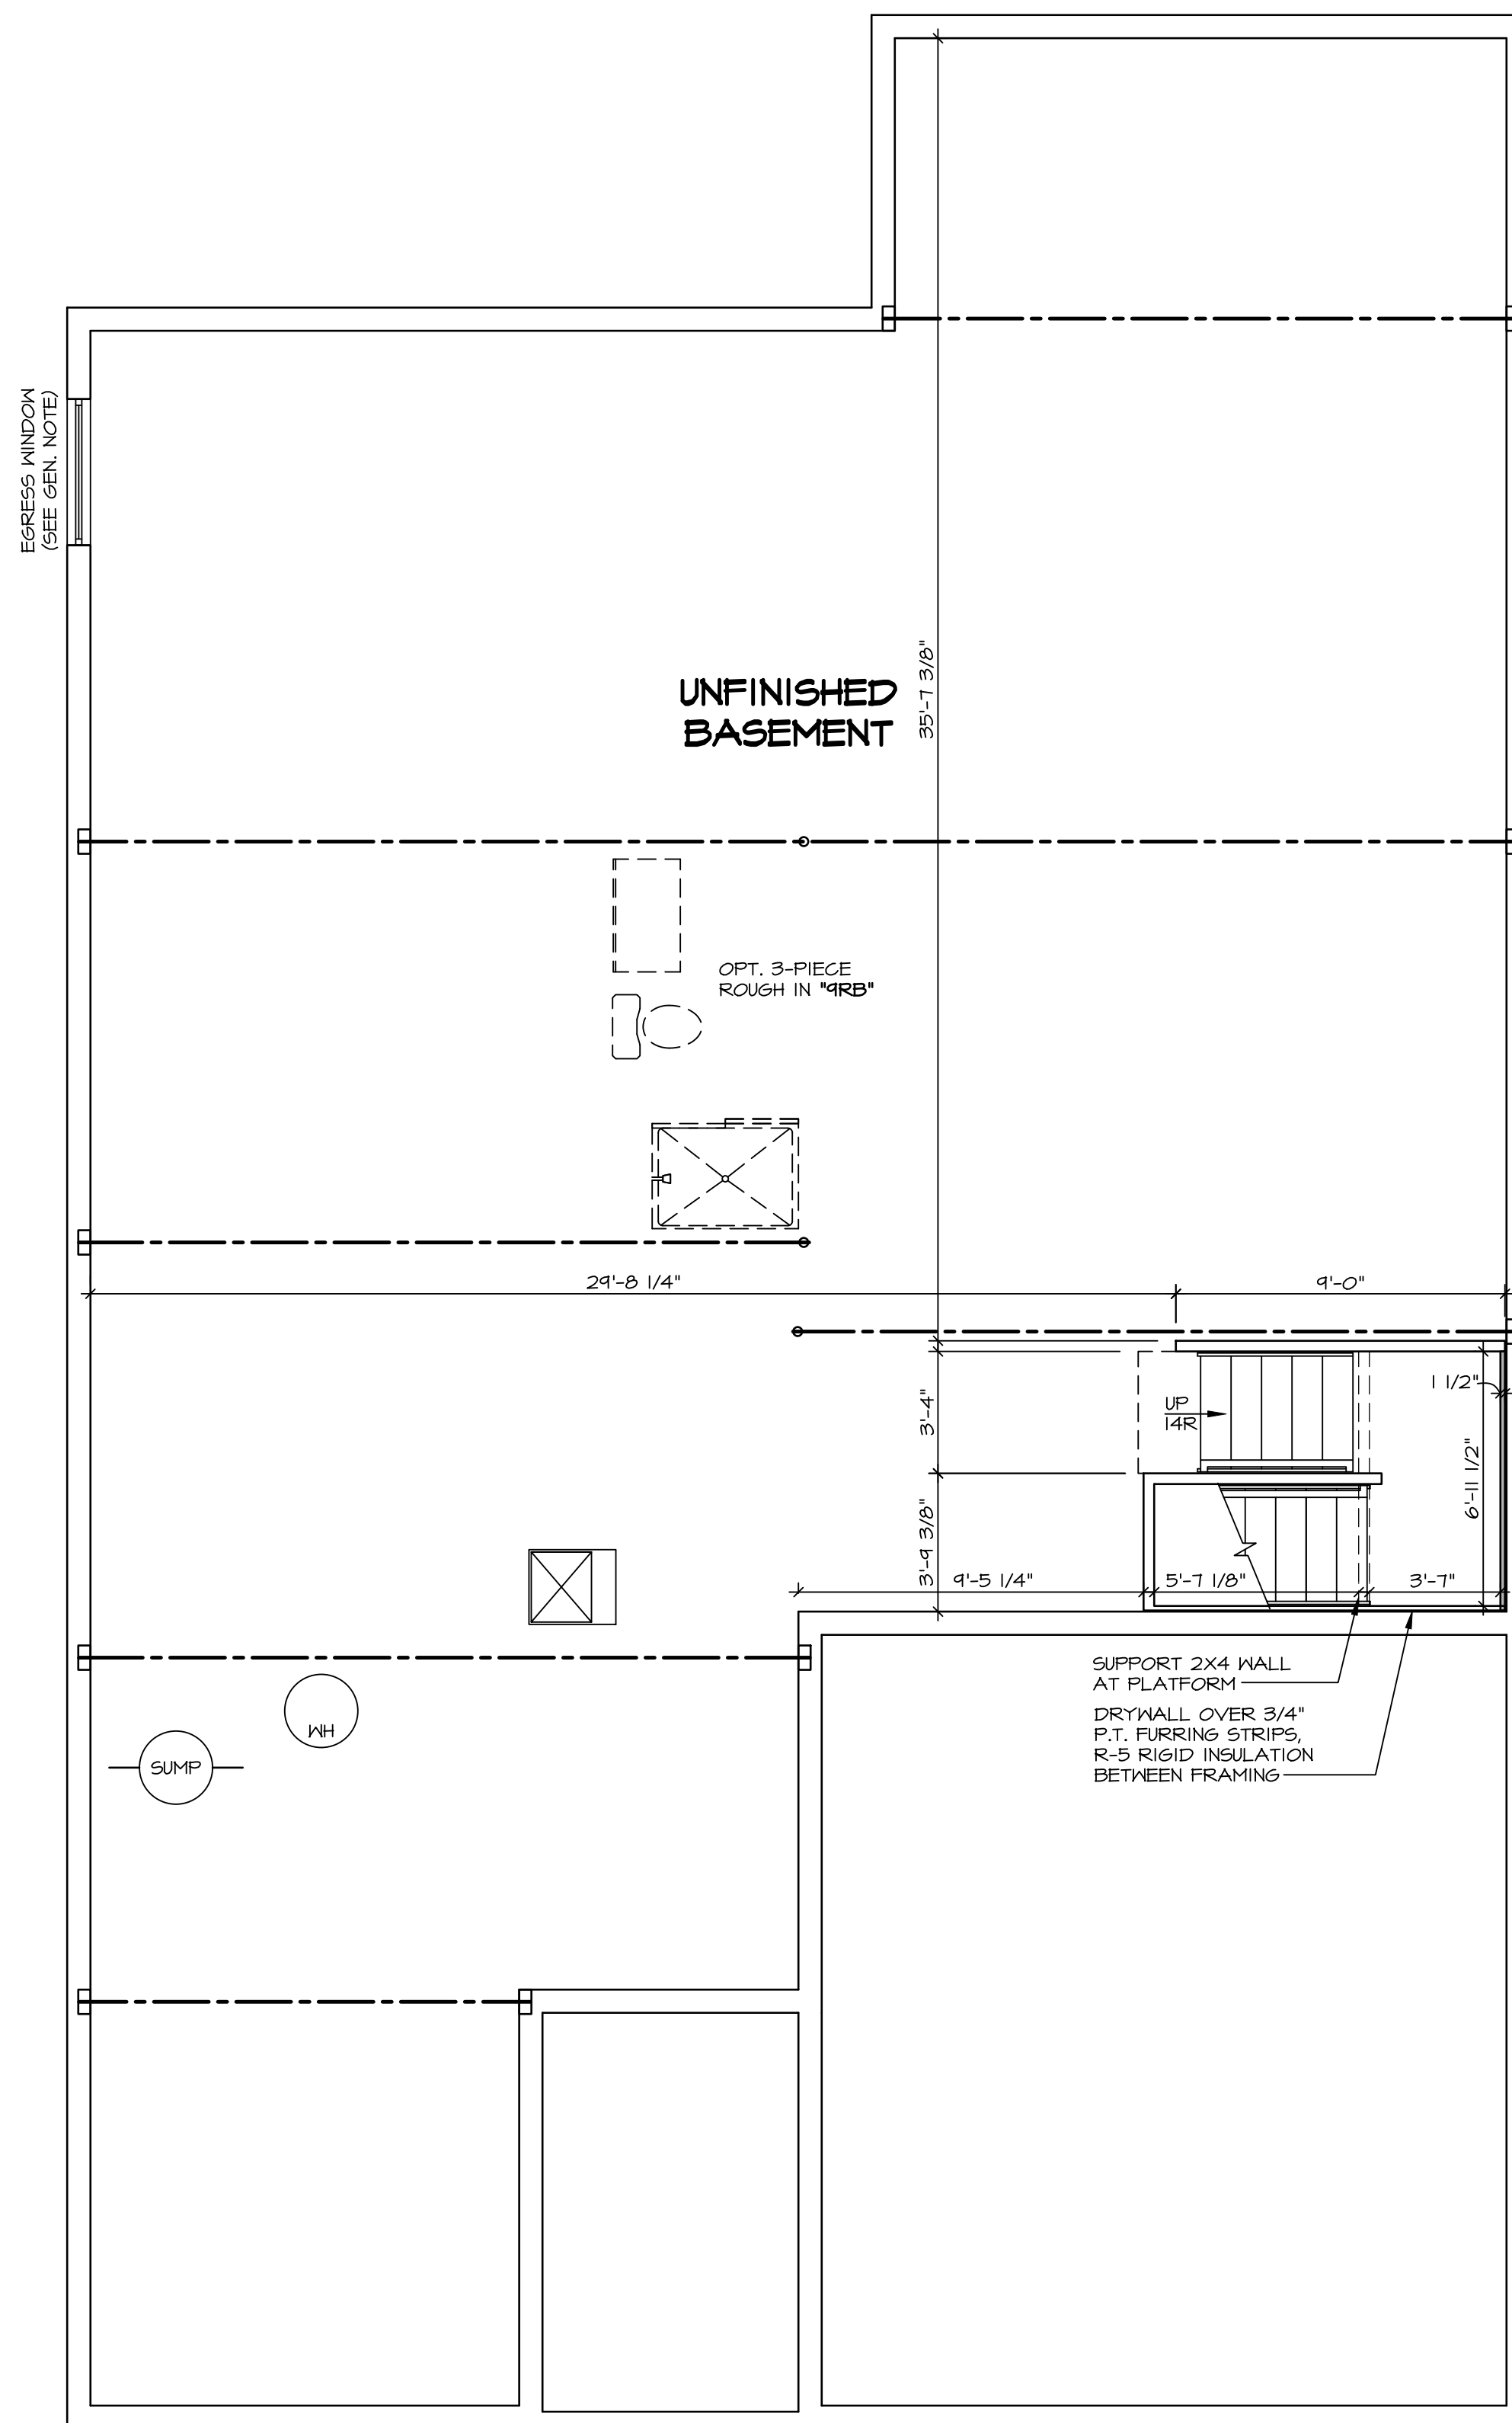 EGRESS WINDOW
(SEE GEN. NOTE)
35'-7 3/8"
UNFINISHED
BASEMENT
OPT. 3-PIECE
ROUGH IN "9RB"
29'-8 1/4"
9'-0"
UP
14R
1 1/2"
3'-4"
6'-11 1/2"
3'-9 3/8"
9'-5 1/4"
5'-7 1/8"
3'-7"
SUPPORT 2X4 WALL
AT PLATFORM
DRYWALL OVER 3/4"
P.T. FURRING STRIPS,
R-5 RIGID INSULATION
BETWEEN FRAMING
WH
SUMP